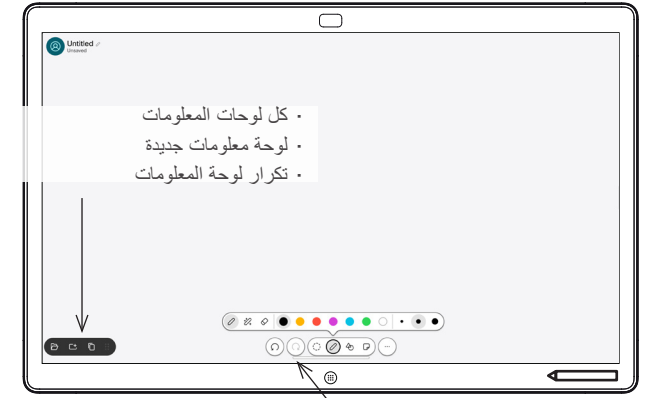 Untitled
Unsaved
· كل لوحات المعلومات
· لوحة معلومات جديدة
· تكرار لوحة المعلومات